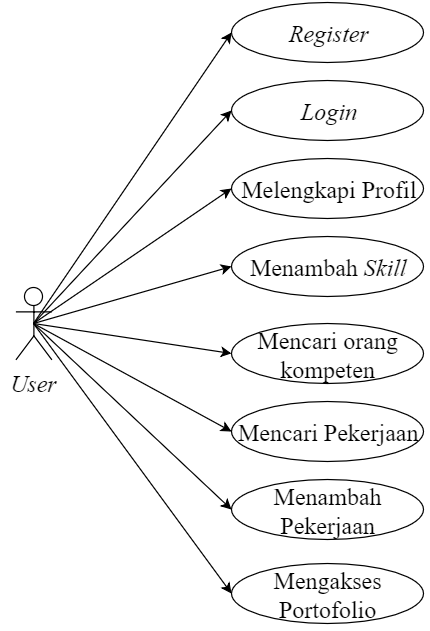 Register
Login
Melengkapi Profil
Menambah Skill
Mencari orang
kompeten
User
Mencari Pekerjaan
Menambah
Pekerjaan
Mengakses
Portofolio